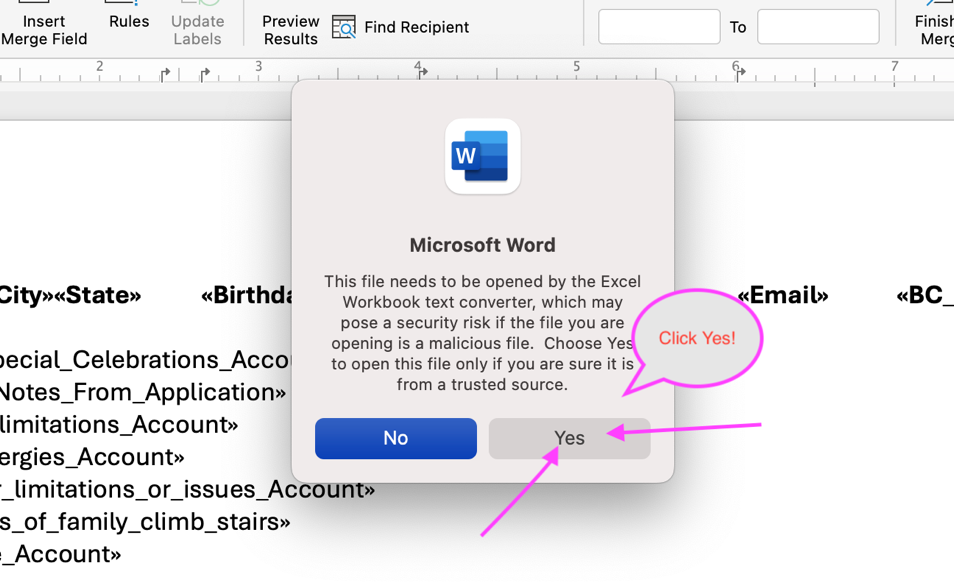 Insert
Merge Field
Rules
Update
Labels
Preview
Results
Find Recipient
To
Finish
Merg
2
3
4
5
6
7
W
Microsoft Word
This file needs to be opened by the Excel
Workbook text converter, which may
pose a security risk if the file you are
opening is a malicious file. Choose Yes
to open this file only if you are sure it is
from a trusted source.
Click Yes!
No
Yes
City»«State»
«Birthda
«Email»
«BC_
pecial_Celebrations_Accou
Notes_From_Application»
limitations_Account»
ergies_Account»
r_limitations_or_issues_Account»
s_of_family_climb_stairs»
e_Account»